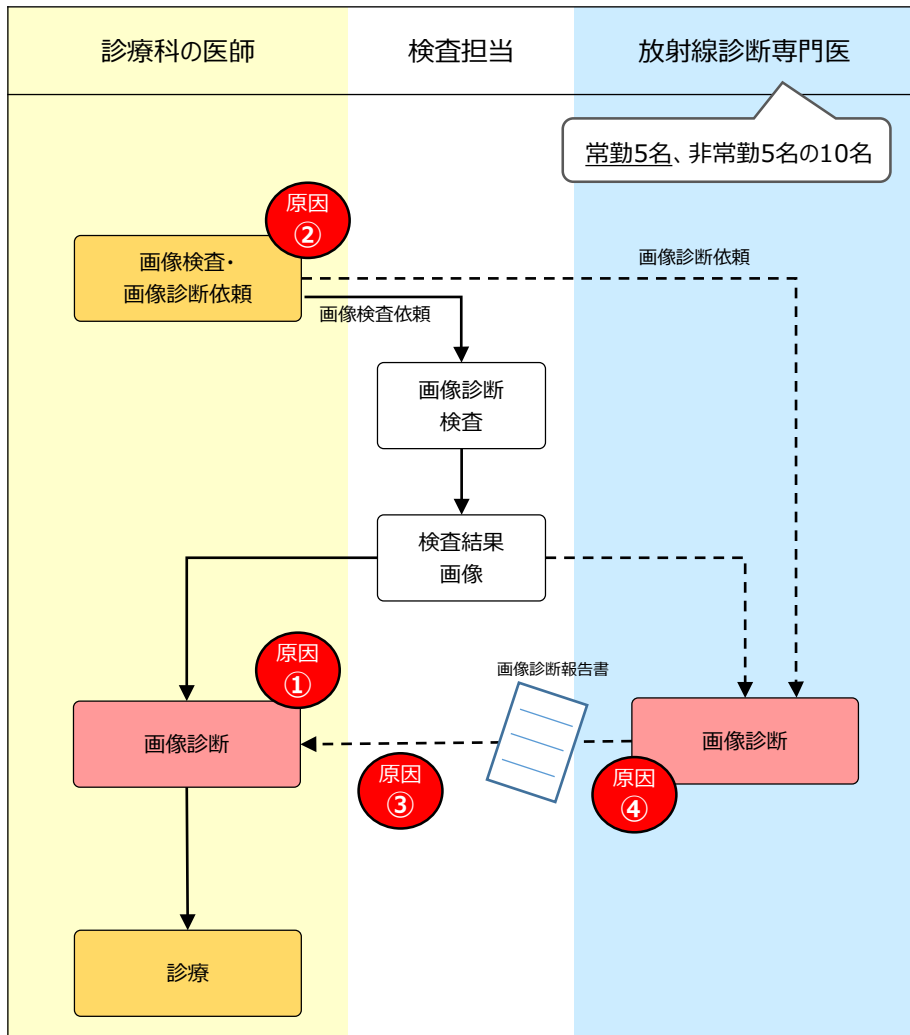 診療科の医師
検査担当
放射線診断専門医
常勤5名、非常勤5名の10名
原因
②
画像検査・
画像診断依頼
画像診断依頼
画像検査依頼
画像診断
検査
検査結果
画像
原因
①
画像診断報告書
画像診断
画像診断
原因
③
原因
④
診療